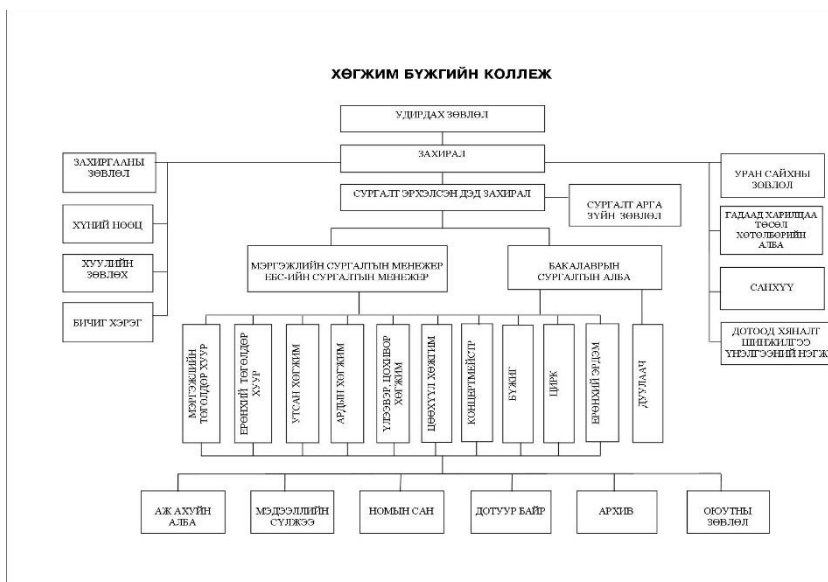 ХӨГЖИМ БҮЖГИЙН КОЛЛЕЖ
УДИРДАХ ЗӨВЛӨЛ
ЗАХИРАЛ
ЗАХИРГААНЫ
ЗӨВЛӨЛ
УРАН САЙХНЫ
ЗӨВЛӨЛ
СУРГАЛТ ЭРХЭЛСЭН ДЭД ЗАХИРАЛ
СУРГАЛТ АРГА
ЗҮЙН ЗӨВЛӨЛ
ХҮНИЙ НӨӨЦ
ГАДААД ХАРИЛЦАА
ТӨСӨЛ
ХӨТӨЛБӨРИЙН
АЛБА
ХУУЛИЙН
ЗӨВЛӨХ
МЭРГЭЖЛИЙН СУРГАЛТЫН МЕНЕЖЕР
ЕБС-ИЙН СУРГАЛТЫН МЕНЕЖЕР
БАКАЛАВРЫН
СУРГАЛТЫН АЛБА
САНХҮҮ
БИЧИГ ХЭРЭГ
ДОТООД ХЯНАЛТ
ШИНЖИЛГЭЭ
ҮНЭЛГЭЭНИЙ НЭГЖ
МЭРГЭЖЛИЙН
ТӨГӨЛДӨР ХУУР
ЕРӨНХИЙ ТӨГӨЛДӨР
ХУУР
УТСАН ХӨГЖИМ
АРДЫН ХӨГЖИМ
ҮЛЭЭВЭР, ЦОХИВОР
ХӨГЖИМ
ЦӨӨХҮҮЛ ХӨЖГИМ
КОНЦЕРТМЕЙСТР
БҮЖИГ
ЦИРК
ЕРӨНХИЙ ЭРДЭМ
ДУУЛААЧ
АЖ АХУЙН
АЛБА
МЭДЭЭЛЛИЙН
СҮЛЖЭЭ
НОМЫН САН
ДОТУУР БАЙР
АРХИВ
ОЮУТНЫ
ЗӨВЛӨЛ